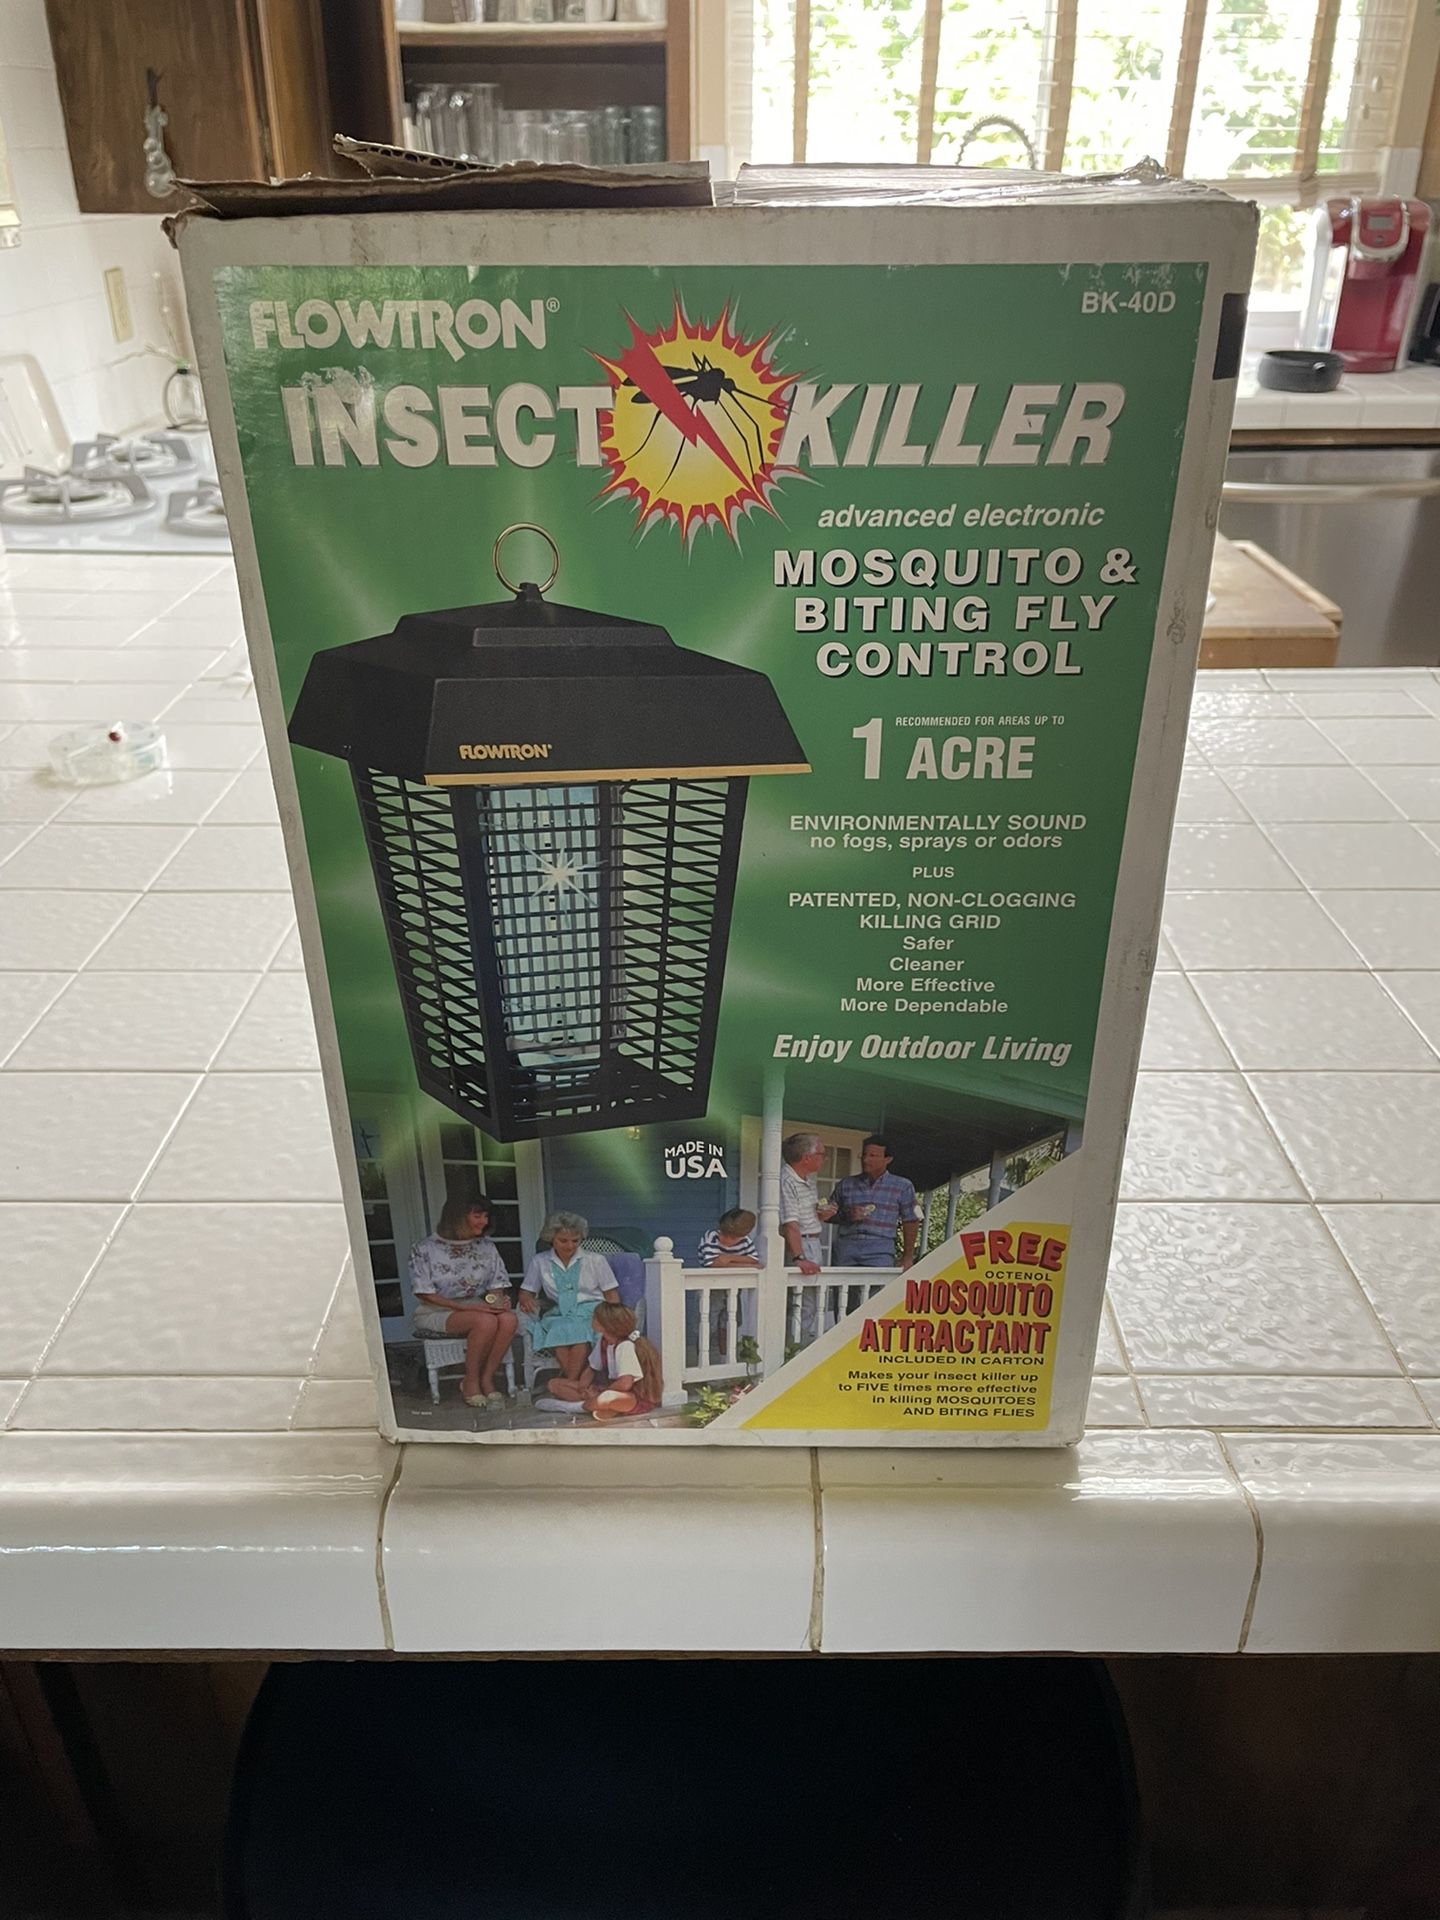 FLOWTRON®
BK-40D
INSECT KILLER
advanced electronic
MOSQUITO &
BITING FLY
CONTROL
RECOMMENDED FOR AREAS UP TO
1 ACRE
FLOWTRON®
ENVIRONMENTALLY SOUND
no fogs, sprays or odors
PLUS
PATENTED, NON-CLOGGING
KILLING GRID
Safer
Cleaner
More Effective
More Dependable
Enjoy Outdoor Living
MADE IN
USA
FREE
OCTENOL
MOSQUITO
ATTRACTANT
INCLUDED IN CARTON
Makes your insect killer up
to FIVE times more effective
in killing MOSQUITOES
AND BITING FLIES